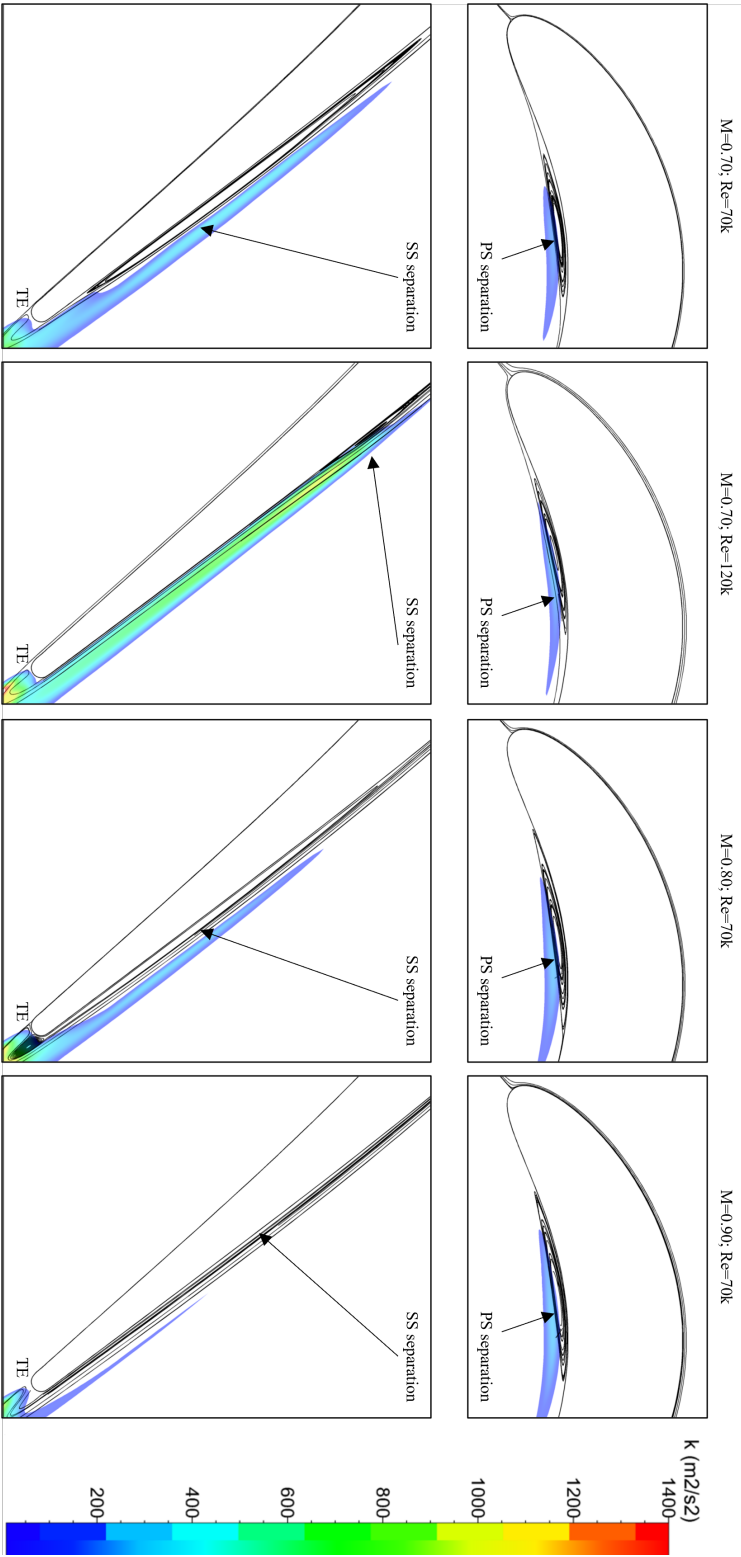 M=0.70; Re=70k
M=0.70; Re=120k
M=0.80; Re=70k
M=0.90; Re=70k
PS separation
PS separation
PS separation
PS separation
SS separation
SS separation
SS separation
SS separation
TE
TE
TE
TE
k (m2/s2)
200
400
600
800
1000
1200
1400